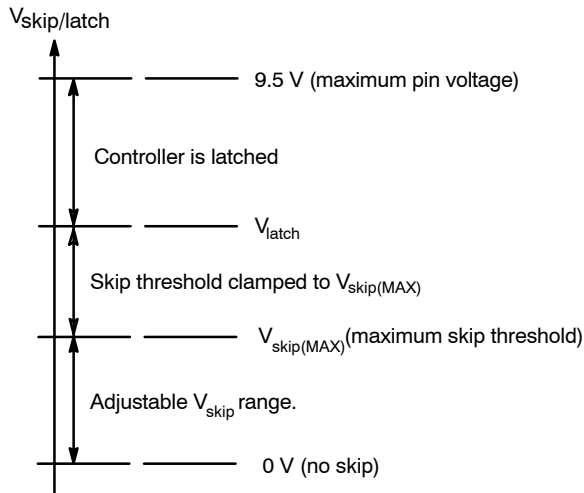 Vskip/latch
9.5 V (maximum pin voltage)
Controller is latched
Vlatch
Skip threshold clamped to Vskip(MAX)
Vskip(MAX) (maximum skip threshold)
Adjustable Vskip range.
0 V (no skip)